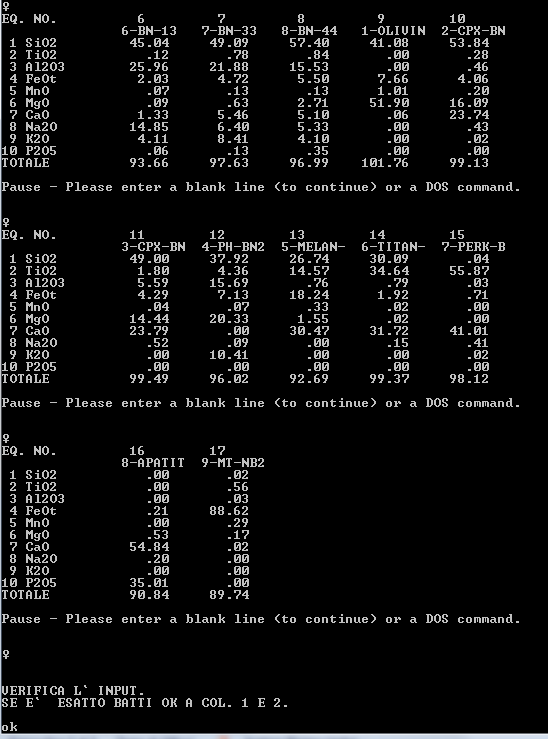 ♀
EQ. NO. 6 7 8 9 10
6-BN-13 7-BN-33 8-BN-44 1-OLIVIN 2-CPX-BN
1 SiO2 45.04 49.09 57.40 41.08 53.84
2 TiO2 .12 .78 .84 .00 .28
3 Al2O3 25.96 21.88 15.53 .00 .46
4 FeOt 2.03 4.72 5.50 7.66 4.06
5 MnO .07 .13 .13 1.01 .20
6 MgO .09 .63 2.71 51.90 16.09
7 CaO 1.33 5.46 5.10 .06 23.74
8 Na2O 14.85 6.40 5.33 .00 .43
9 K2O 4.11 8.41 4.10 .00 .02
10 P2O5 .06 .13 .35 .00 .00
TOTALE 93.66 97.63 96.99 101.76 99.13
Pause - Please enter a blank line (to continue) or a DOS command.
♀
EQ. NO. 11 12 13 14 15
3-CPX-BN 4-PH-BN2 5-MELAN- 6-TITAN- 7-PERK-B
1 SiO2 49.00 37.92 26.74 30.09 .04
2 TiO2 1.80 4.36 14.57 34.64 55.87
3 Al2O3 5.59 15.69 .76 .79 .03
4 FeOt 4.29 7.13 18.24 1.92 .71
5 MnO .04 .07 .33 .02 .00
6 MgO 14.44 20.33 1.55 .02 .00
7 CaO 23.79 .00 30.47 31.72 41.01
8 Na2O .52 .09 .00 .15 .41
9 K2O .00 10.41 .00 .00 .02
10 P2O5 .00 .00 .00 .00 .00
TOTALE 99.49 96.02 92.69 99.37 98.12
Pause - Please enter a blank line (to continue) or a DOS command.
♀
EQ. NO. 16 17
8-APATIT 9-MT-NB2
1 SiO2 .00 .02
2 TiO2 .00 .56
3 Al2O3 .00 .03
4 FeOt .21 88.62
5 MnO .00 .29
6 MgO .53 .17
7 CaO 54.84 .02
8 Na2O .20 .00
9 K2O .00 .00
10 P2O5 35.01 .00
TOTALE 90.84 89.74
Pause - Please enter a blank line (to continue) or a DOS command.
♀
VERIFICA L` INPUT.
SE E` ESATTO BATTI OK A COL. 1 E 2.
ok